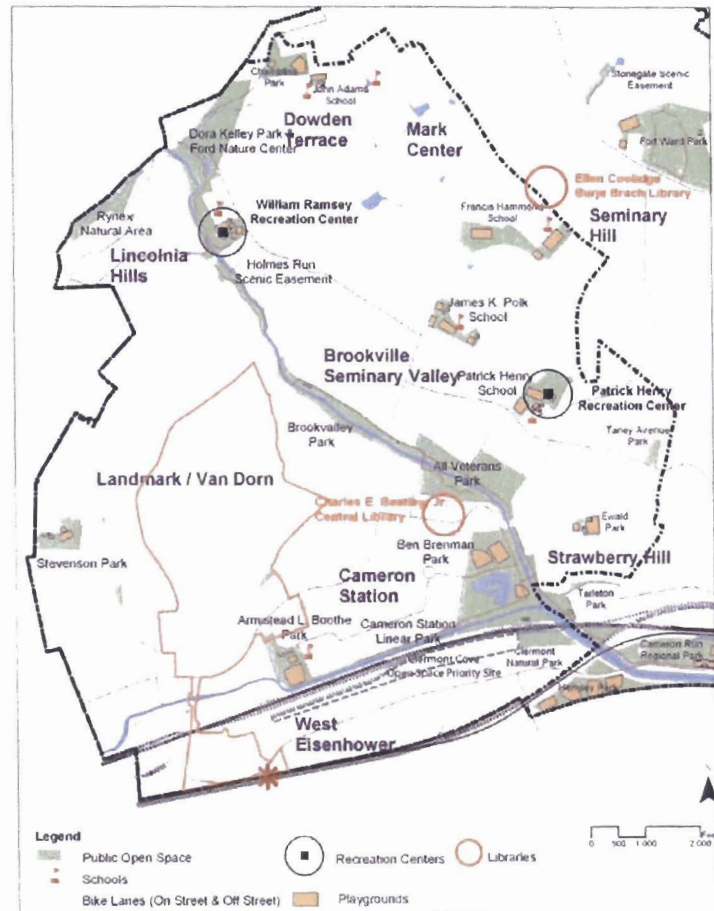 Park
John Adams
School
Stonegate Scenic
Easement
Dowden
Terrace
Mark
Center
Fort Ward Park
Dora Kelley Park
Ford Nature Center
Ellen Coolidge
Burje Brach Library
William Ramsey
Recreation Center
Francis Hammond
School
Seminary
Hill
Rynex
Natural Area
Lincolnia
Hills
Holmes Run
Scenic Easement
James K. Polk
School
Brookville
Seminary Valley
Patrick Henry
School
Patrick Henry
Recreation Center
Taney Avenue
Park
Brookvalley
Park
All Veterans
Park
Landmark / Van Dorn
Charles E. Beatley Jr.
Central Library
Ewald
Park
Stevenson Park
Ben Brenman
Park
Strawberry Hill
Cameron
Station
Tarleton
Park
Armistead L. Boothe
Park
Cameron Station
Linear Park
Cameron Run
Regional Park
Clermont Cove
Open Space Priority Site
Clermont
Natural Park
Park
West
Eisenhower
Legend
Public Open Space
Recreation Centers
Libraries
Schools
Bike Lanes (On Street & Off Street)
Playgrounds
0 500 1 000 2 000